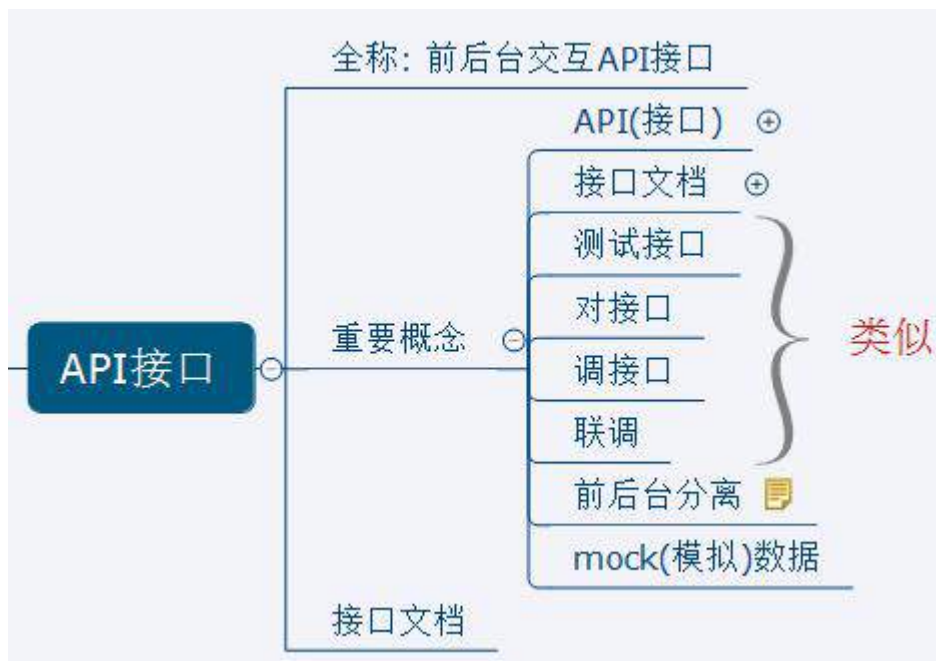 全称: 前后台交互API接口
API(接口)
接口文档
测试接口
对接口
重要概念
类似
API接口
调接口
联调
前后台分离
mock(模拟)数据
接口文档